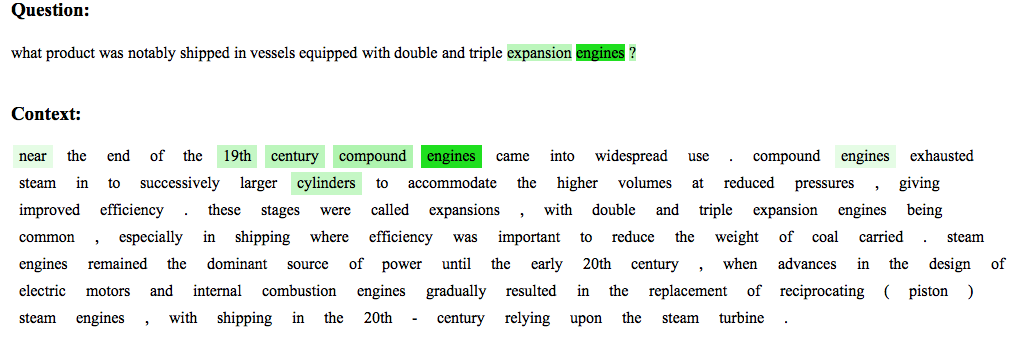 Question:
what product was notably shipped in vessels equipped with double and triple expansion engines ?
Context:
near the end of the 19th century compound engines came into widespread use . compound engines exhausted
steam in to successively larger cylinders to accommodate the higher volumes at reduced pressures , giving
improved efficiency . these stages were called expansions , with double and triple expansion engines being
common , especially in shipping where efficiency was important to reduce the weight of coal carried . steam
engines remained the dominant source of power until the early 20th century , when advances in the design of
electric motors and internal combustion engines gradually resulted in the replacement of reciprocating ( piston )
steam engines , with shipping in the 20th - century relying upon the steam turbine .